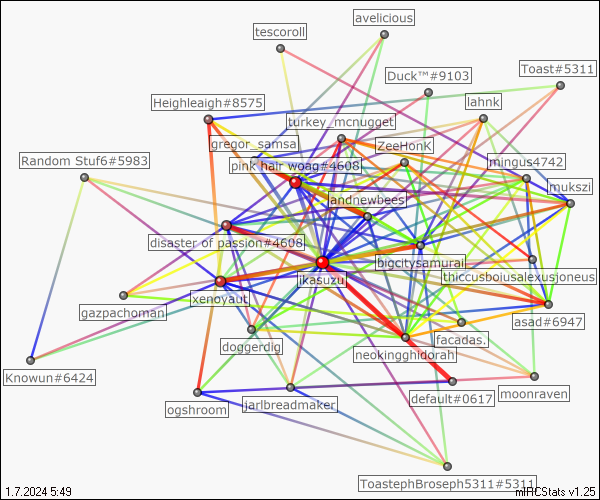 avelicious
tescoroll
Toast#5311
Duck™#9103
Heighleaigh#8575
lahnk
turkey_mcnugget
gregor_samsa
ZeeHonK
Random Stuf6#5983
pink hair woag#4608
mingus4742
mukszi
landnewbees
disaster of passion#4608
bigcitysamurai
thiccusboiusalexusjoneus
ikasuzu
xenoyaut
gazpachoman
asad#6947
facadas.
doggerdig
neokingghidorah
Knowun#6424
moonraven
default#0617
jarlbreadmaker
ogshroom
ToastephBroseph5311#5311
1.7.2024 5:49
mIRCStats v1.25